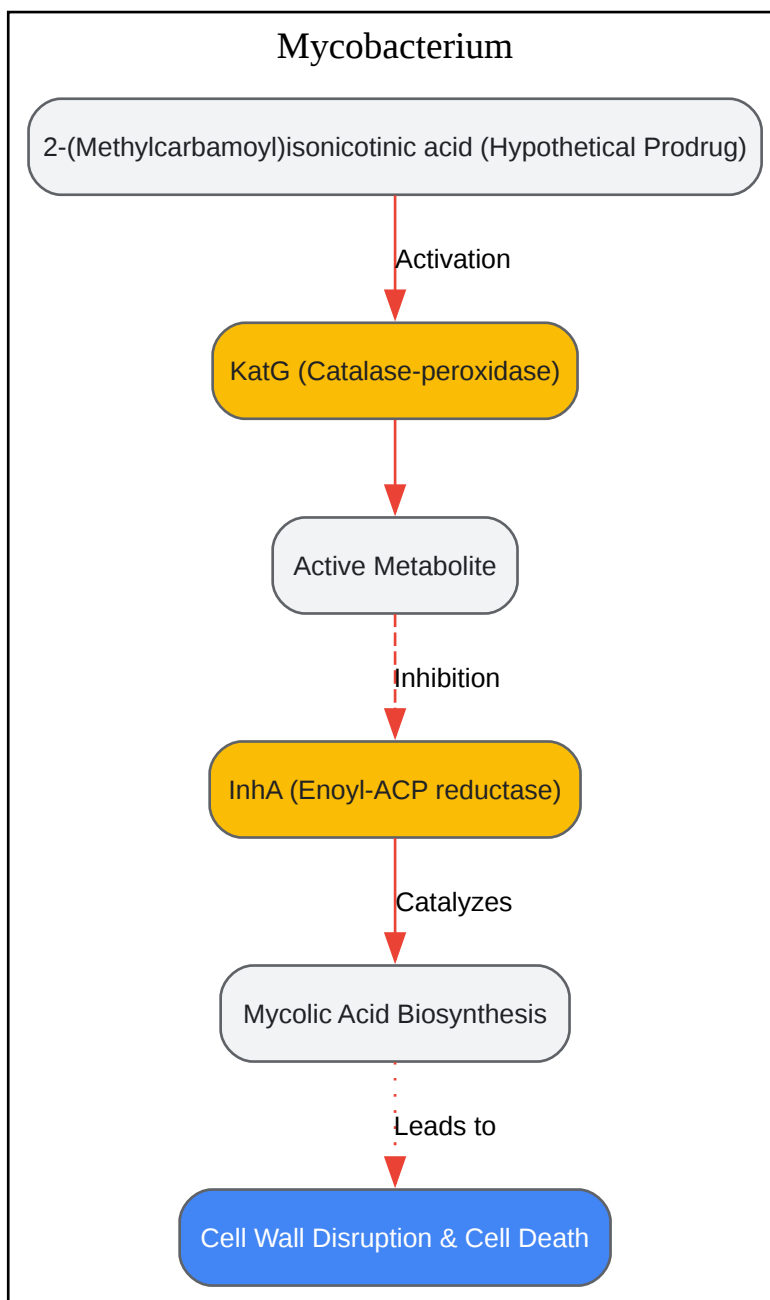 Mycobacterium
2-(Methylcarbamoyl)isonicotinic acid (Hypothetical Prodrug)
Activation
KatG (Catalase-peroxidase)
Active Metabolite
Inhibition
InhA (Enoyl-ACP reductase)
Catalyzes
Mycolic Acid Biosynthesis
Leads to
Cell Wall Disruption & Cell Death